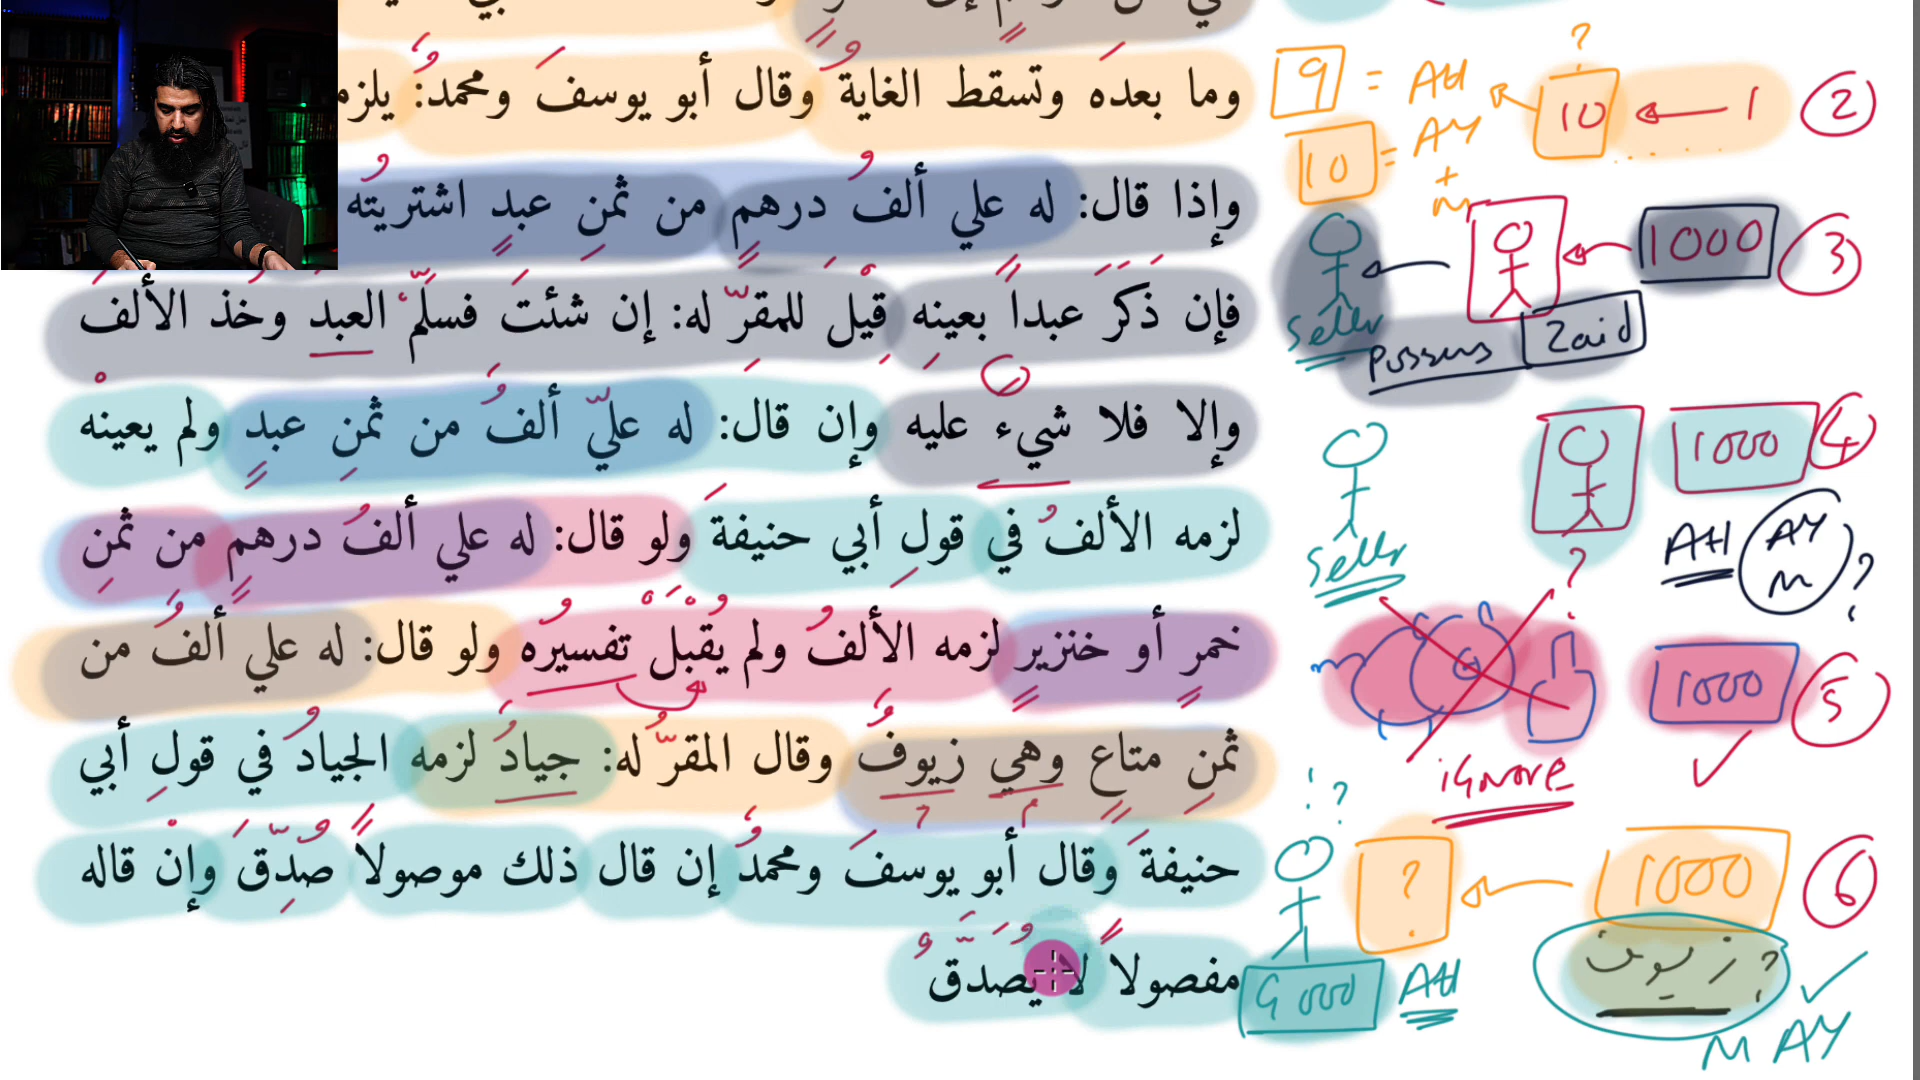 وما بعده وتسقط الغاية وقال أبو يوسف ومحمد: يلزم
وإذا قال: له علي ألف درهم من ثمن عبد اشتريته
فإن ذكر عبداً بعينه قيل للمقر له: إن شئت فسلّم العبد وخذ الألف
وإلا فلا شيء عليه وإن قال: له عليّ ألف من ثمن عبد ولم يعينه
لزمه الألف في قول أبي حنيفة ولو قال: له علي ألف درهم من ثمن
خمر أو خنزير لزمه الألف ولم يقبل تفسيره ولو قال: له علي ألف من
ثمن متاع وهي زيوف وقال المقر له: جياد لزمه الجياد في قول أبي
حنيفة وقال أبو يوسف ومحمد إن قال ذلك موصولاً صدق وإن قاله
مفصولاً لا يصدق
9 = AH
? 10 ← 1 2
10 = AY + M
1000 3
Seller
possess Zaid
1000 4
Seller ?
AH AY M ?
1000 5
ignore ✓
? 1000 6
G 000 AH
زيوف ? ✓
M AY